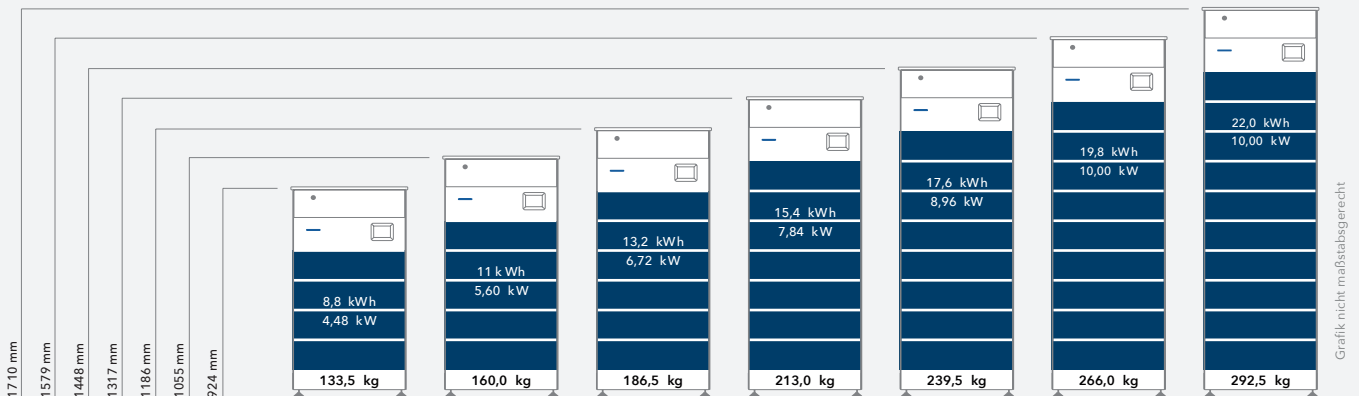 22,0 kWh
10,00 kW
19,8 kWh
10,00 kW
17,6 kWh
8,96 kW
15,4 kWh
7,84 kW
13,2 kWh
6,72 kW
11 k Wh
5,60 kW
8,8 kWh
4,48 kW
1710 mm
1579 mm
1448 mm
1317 mm
1186 mm
1055 mm
924 mm
133,5 kg
160,0 kg
186,5 kg
213,0 kg
239,5 kg
266,0 kg
292,5 kg
Grafik nicht maßstabsgerecht